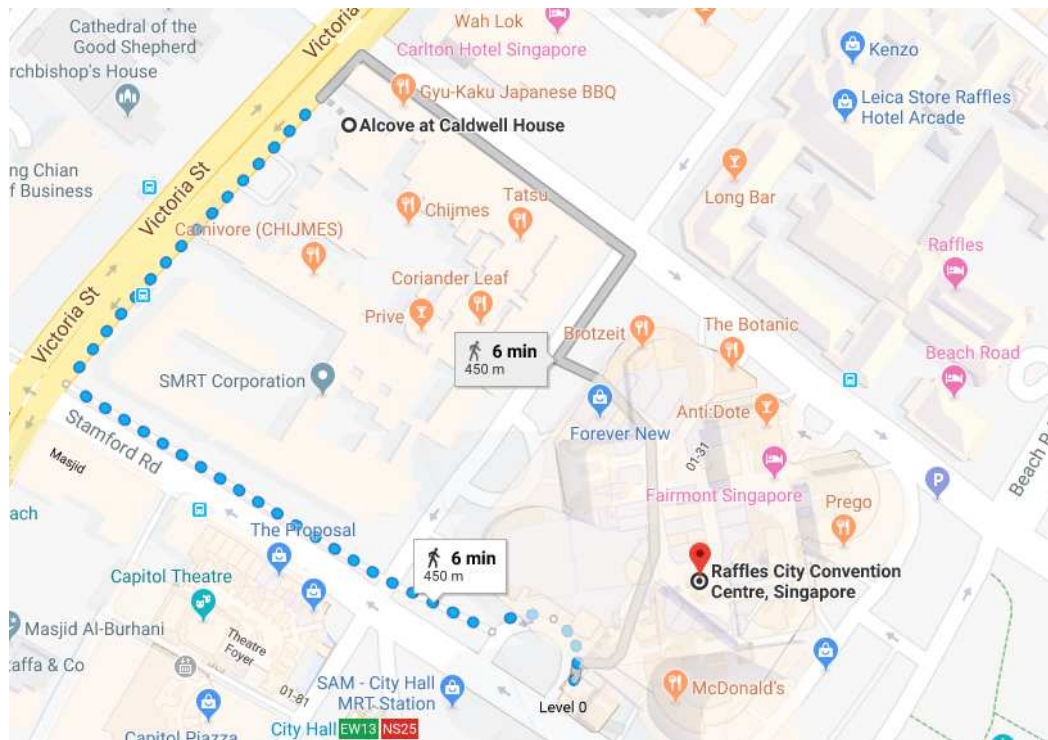 Cathedral of the
Good Shepherd
Victoria
Wah Lok
Carlton Hotel Singapore
Kenzo
rchbishop's House
Gyu-Kaku Japanese BBQ
Leica Store Raffles
Hotel Arcade
Alcove at Caldwell House
ng Chian
f Business
Victoria St
Long Bar
Tatsu
Chijmes
Carnivore (CHIJMES)
Raffles
Coriander Leaf
Victoria St
Prive
Brotzeit
The Botanic
6 min
450 m
Beach Road
SMRT Corporation
Anti:Dote
Forever New
Stamford Rd
01-31
Masjid
Fairmont Singapore
Beach R
P
Prego
ach
The Proposal
6 min
450 m
Capitol Theatre
Raffles City Convention
Centre, Singapore
Masjid Al-Burhani
Theatre
Foyer
taffa & Co
SAM - City Hall
MRT Station
McDonald's
01-81
Level 0
City Hall EW13 NS25
Capitol Piazza